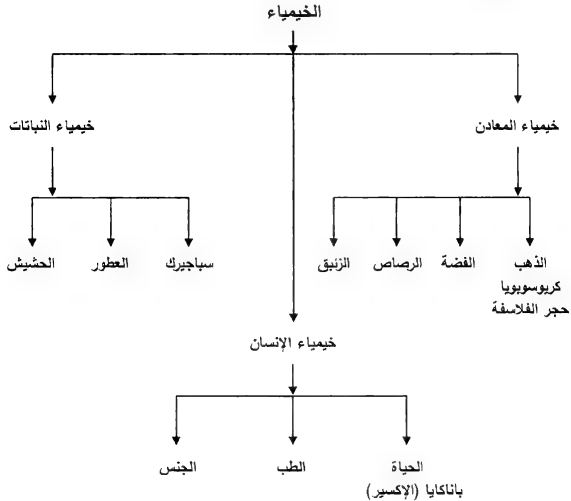 الخيمياء
خيمياء المعادن
خيمياء النباتات
الذهب
كريوسوبويا
حجر الفلاسفة
الفضة
الرصاص
الزئبق
سباجيرك
العطور
الحشيش
خيمياء الإنسان
الحياة
باناكايا (الإكسير)
الطب
الجنس